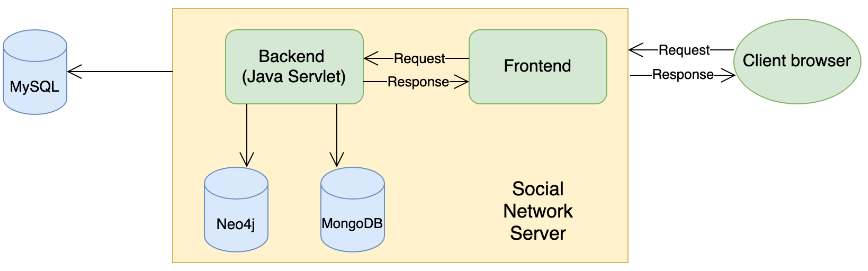 MySQL
Backend
(Java Servlet)
Request
Response
Frontend
Request
Response
Client browser
Neo4j
MongoDB
Social
Network
Server